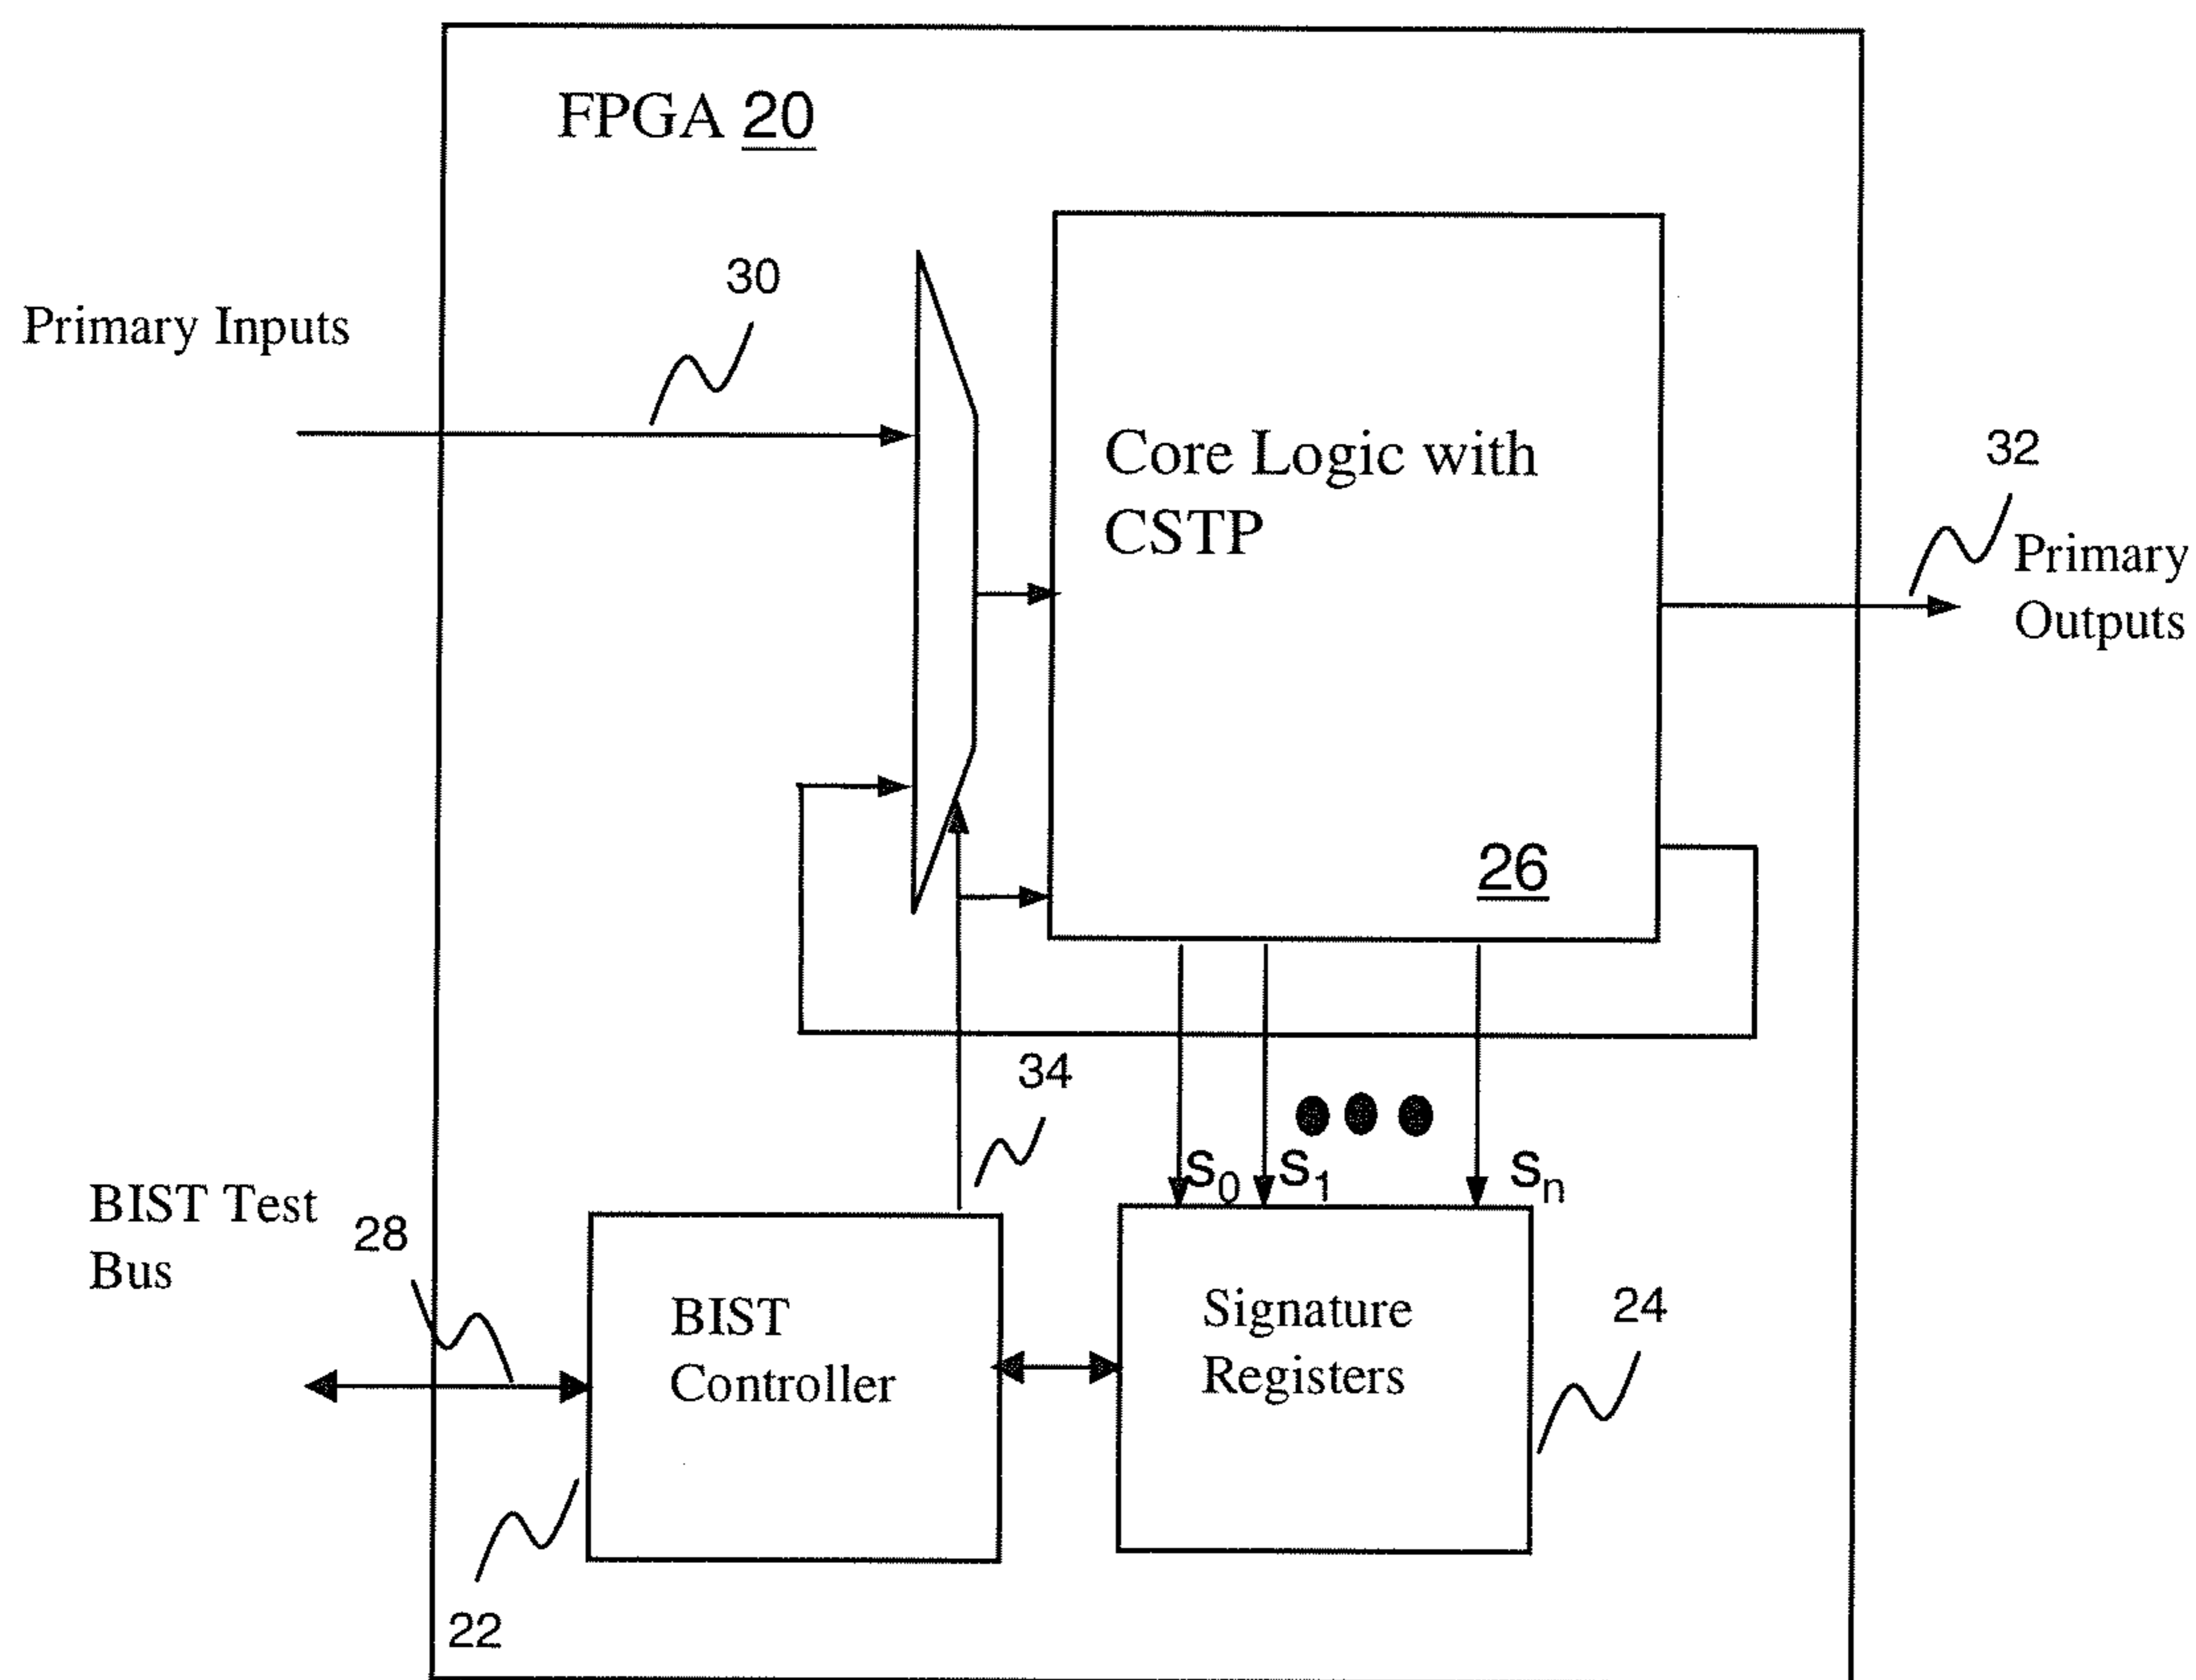 FPGA 20
30
Primary Inputs
Core Logic with
CSTP
32
Primary
Outputs
26
34
S0 S1 Sn
BIST Test
Bus
28
BIST
Controller
Signature
Registers
24
22